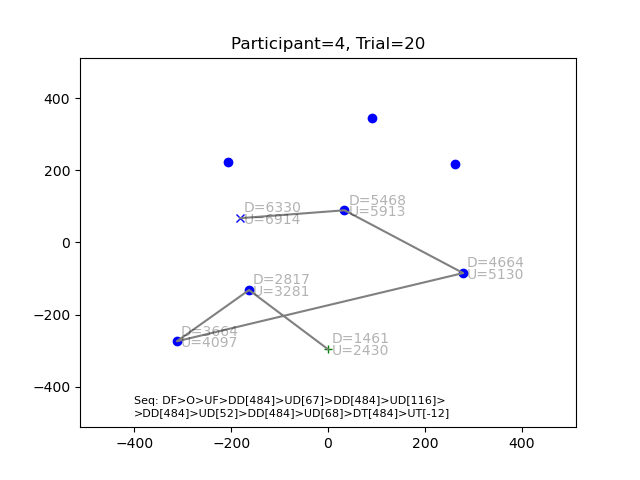 Participant=4, Trial=20
400
200
0
−200
−400
−400
−200
0
200
400
D=6330
U=6914
D=5468
U=5913
D=4664
U=5130
D=2817
U=3281
D=3664
U=4097
D=1461
U=2430
Seq: DF>O>UF>DD[484]>UD[67]>DD[484]>UD[116]>
>DD[484]>UD[52]>DD[484]>UD[68]>DT[484]>UT[-12]